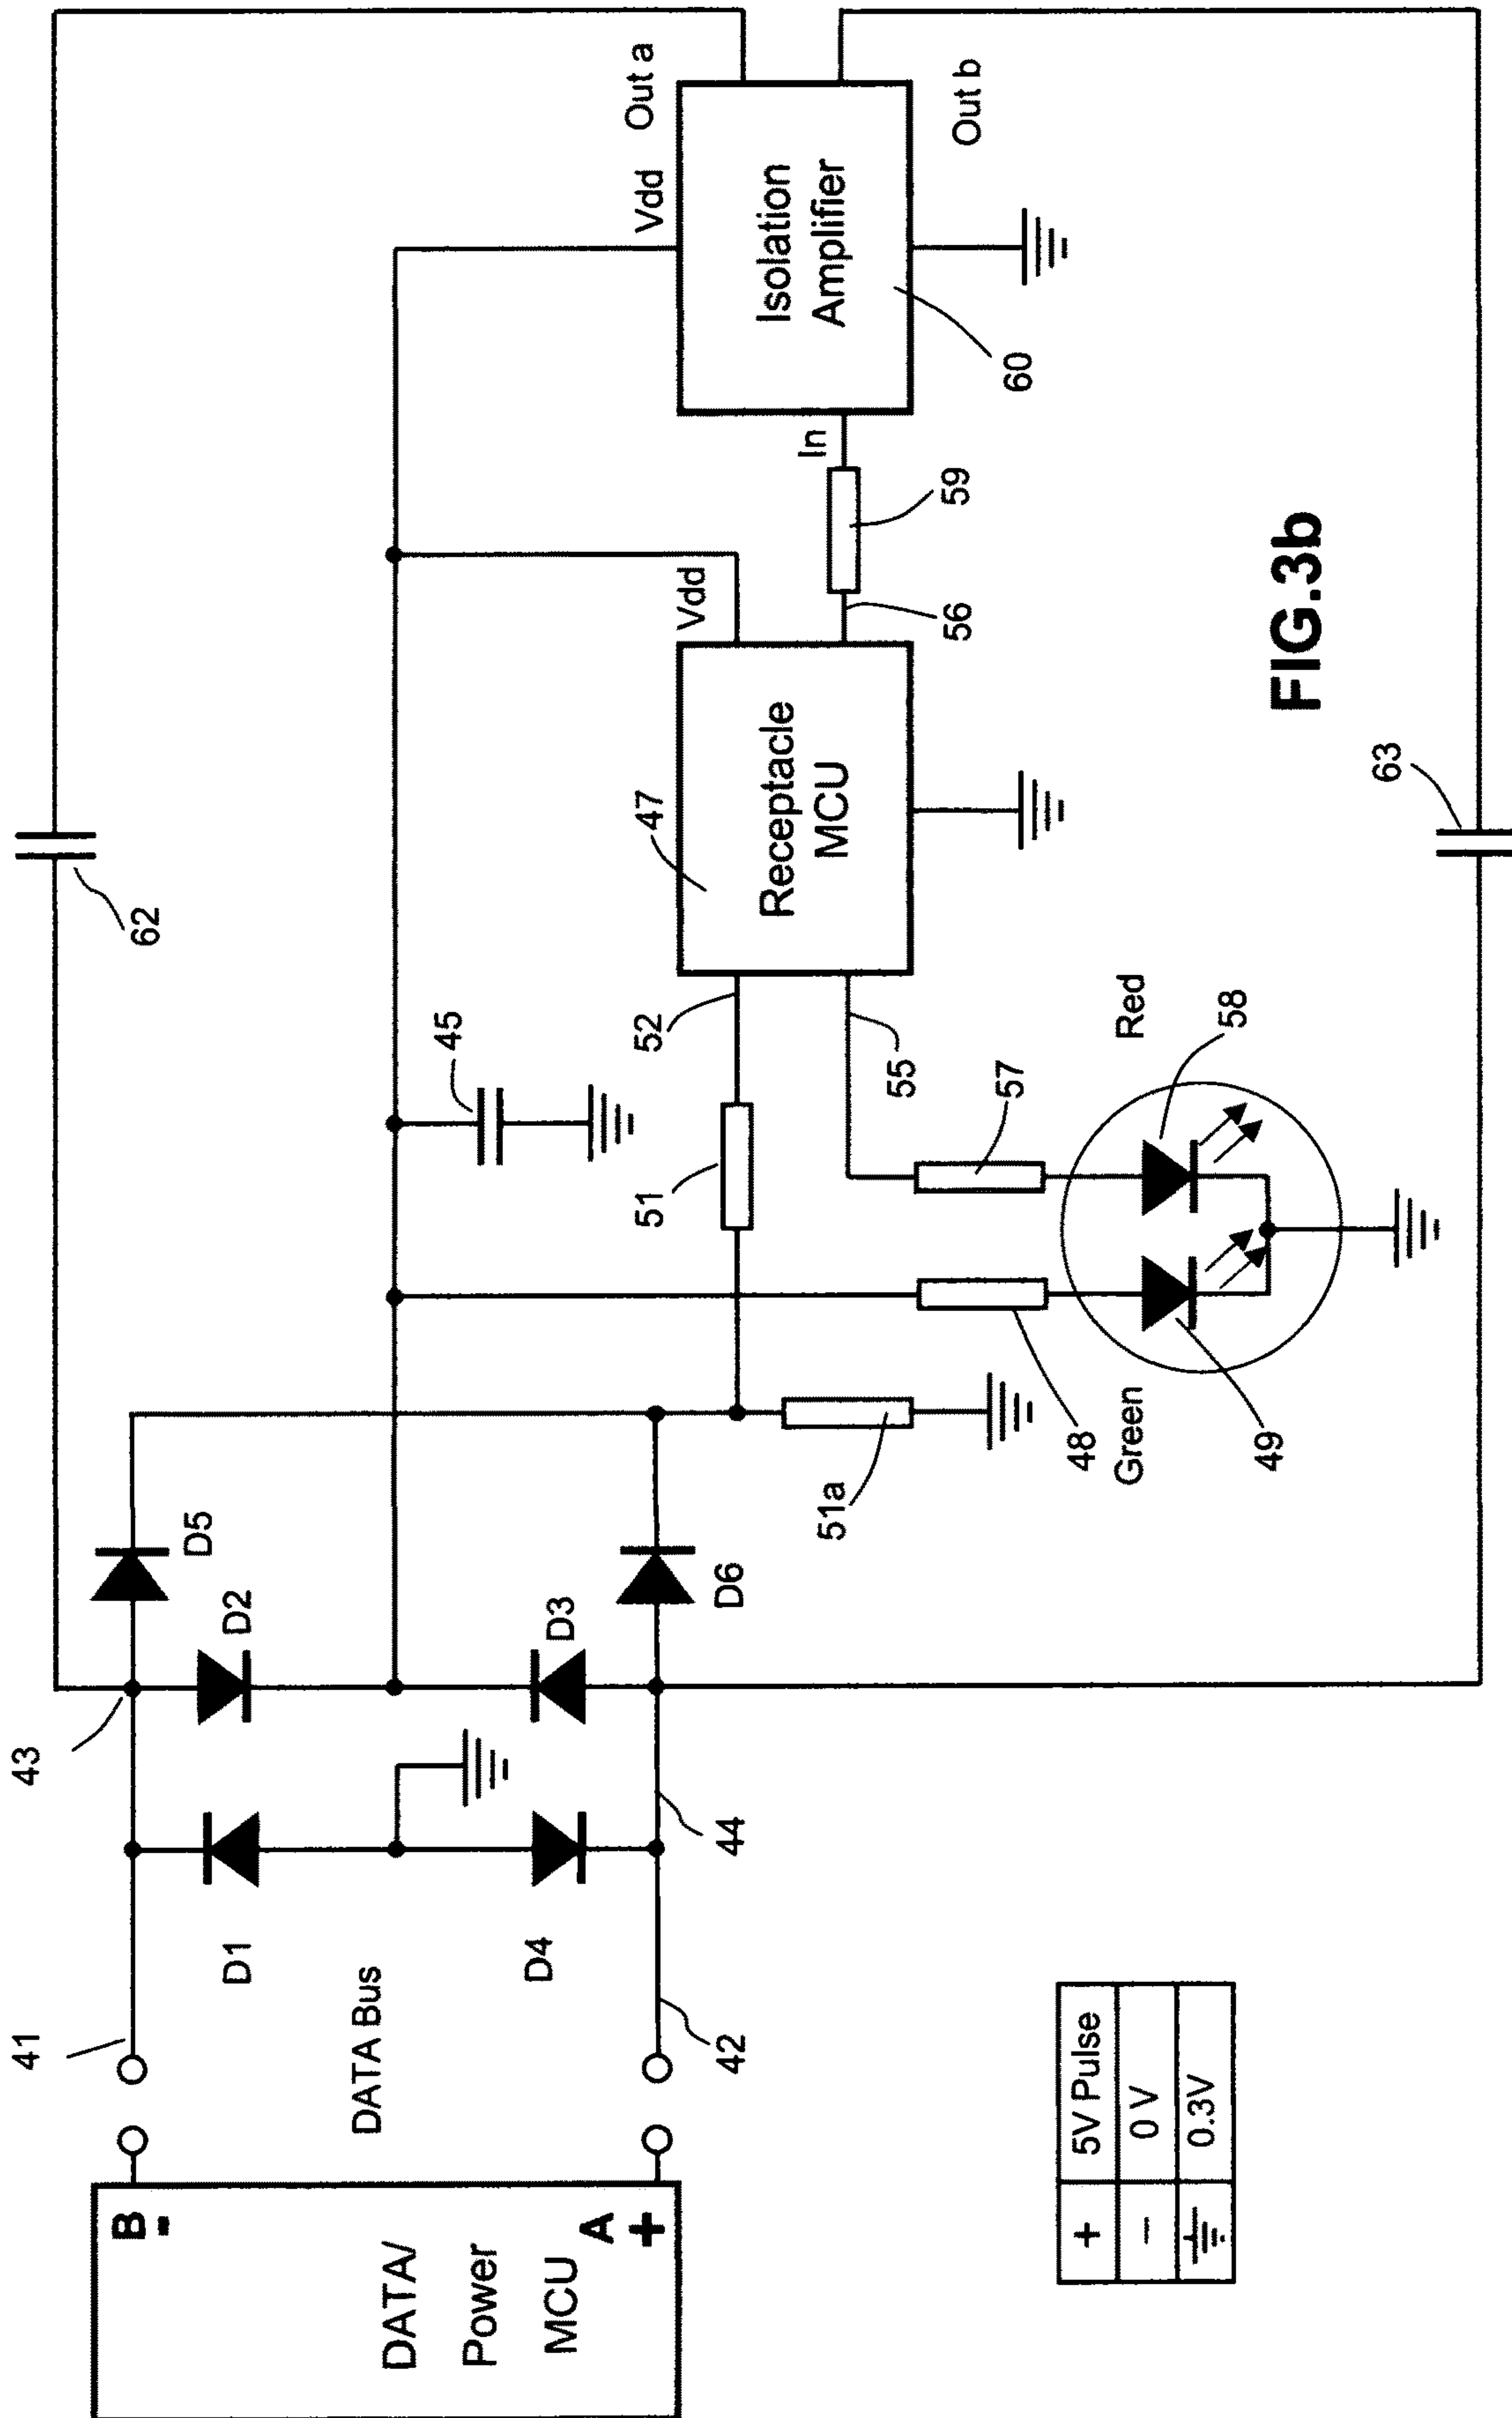 62
Out a
Vdd
Isolation
Amplifier
Out b
60
In
59
56
Vdd
Receptacle
MCU
47
52
55
45
51
57
58
Red
51a
48
Green
49
D5
D2
D3
D6
43
44
D1
D4
41
42
DATA Bus
B
-
DATA/
Power
MCU
A
+
63
+ 5V Pulse
– 0 V
0.3V
FIG.3b